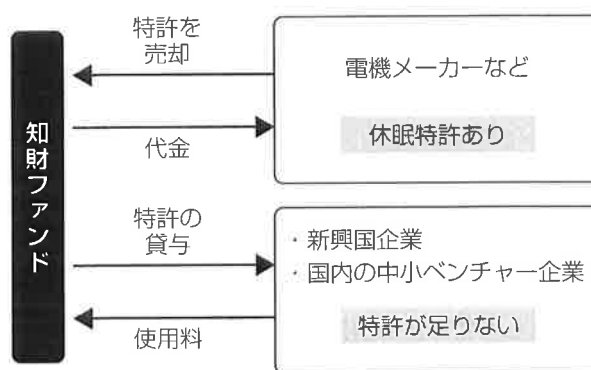 知財ファンド
特許を
売却
代金
電機メーカーなど
休眠特許あり
特許の
貸与
使用料
・新興国企業
・国内の中小ベンチャー企業
特許が足りない